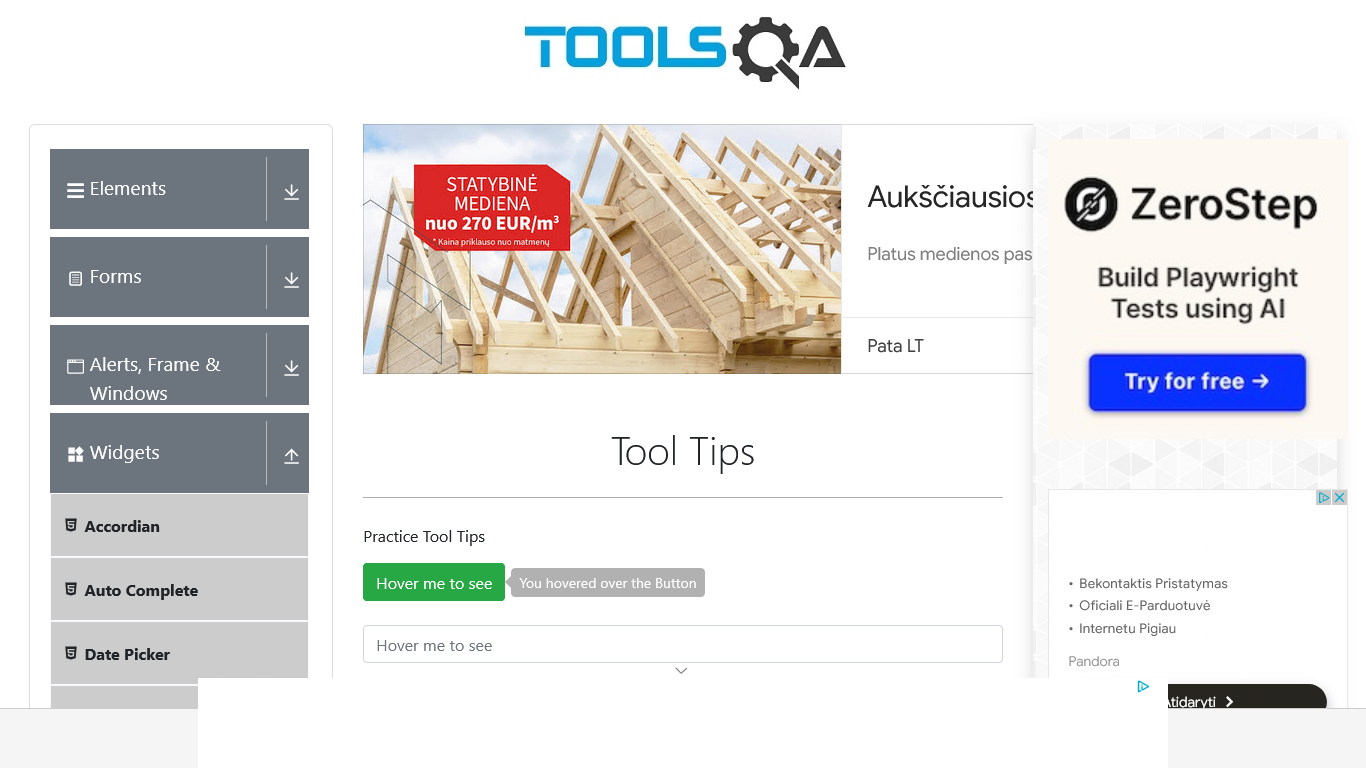 TOOLSQA
Elements
Forms
Alerts, Frame &
Windows
Widgets
Accordian
Auto Complete
Date Picker
STATYBINĖ
MEDIENA
nuo 270 EUR/m³
* Kaina priklauso nuo matmenų
Aukščiausios
Platus medienos pas
Pata LT
Tool Tips
Practice Tool Tips
Hover me to see
You hovered over the Button
Hover me to see
ZeroStep
Build Playwright
Tests using AI
Try for free →
• Bekontaktis Pristatymas
• Oficiali E-Parduotuvė
• Internetu Pigiau
Pandora
Atidaryti